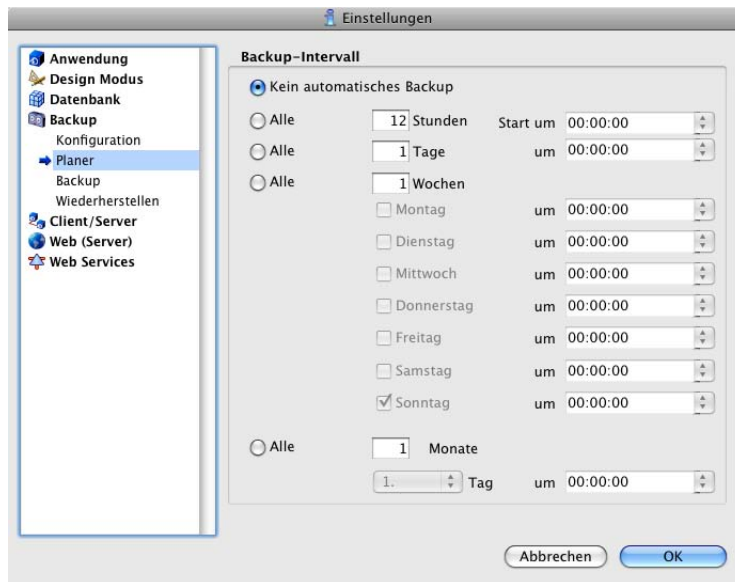 Einstellungen
Anwendung
Design Modus
Datenbank
Backup
Konfiguration
Planer
Backup
Wiederherstellen
Client/Server
Web (Server)
Web Services
Backup-Intervall
Kein automatisches Backup
Alle 12 Stunden Start um 00:00:00
Alle 1 Tage um 00:00:00
Alle 1 Wochen
Montag um 00:00:00
Dienstag um 00:00:00
Mittwoch um 00:00:00
Donnerstag um 00:00:00
Freitag um 00:00:00
Samstag um 00:00:00
Sonntag um 00:00:00
Alle 1 Monate
1. Tag um 00:00:00
Abbrechen OK